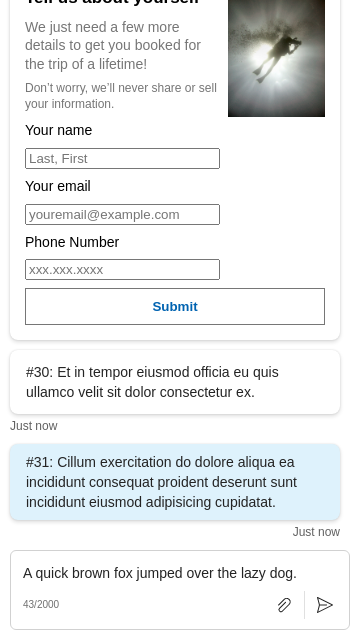 Tell us about yourself
We just need a few more
details to get you booked for
the trip of a lifetime!
Don't worry, we'll never share or sell
your information.
Your name
Last, First
Your email
youremail@example.com
Phone Number
xxx.xxx.xxxx
Submit
#30: Et in tempor eiusmod officia eu quis
ullamco velit sit dolor consectetur ex.
Just now
#31: Cillum exercitation do dolore aliqua ea
incididunt consequat proident deserunt sunt
incididunt eiusmod adipisicing cupidatat.
Just now
A quick brown fox jumped over the lazy dog.
43/2000